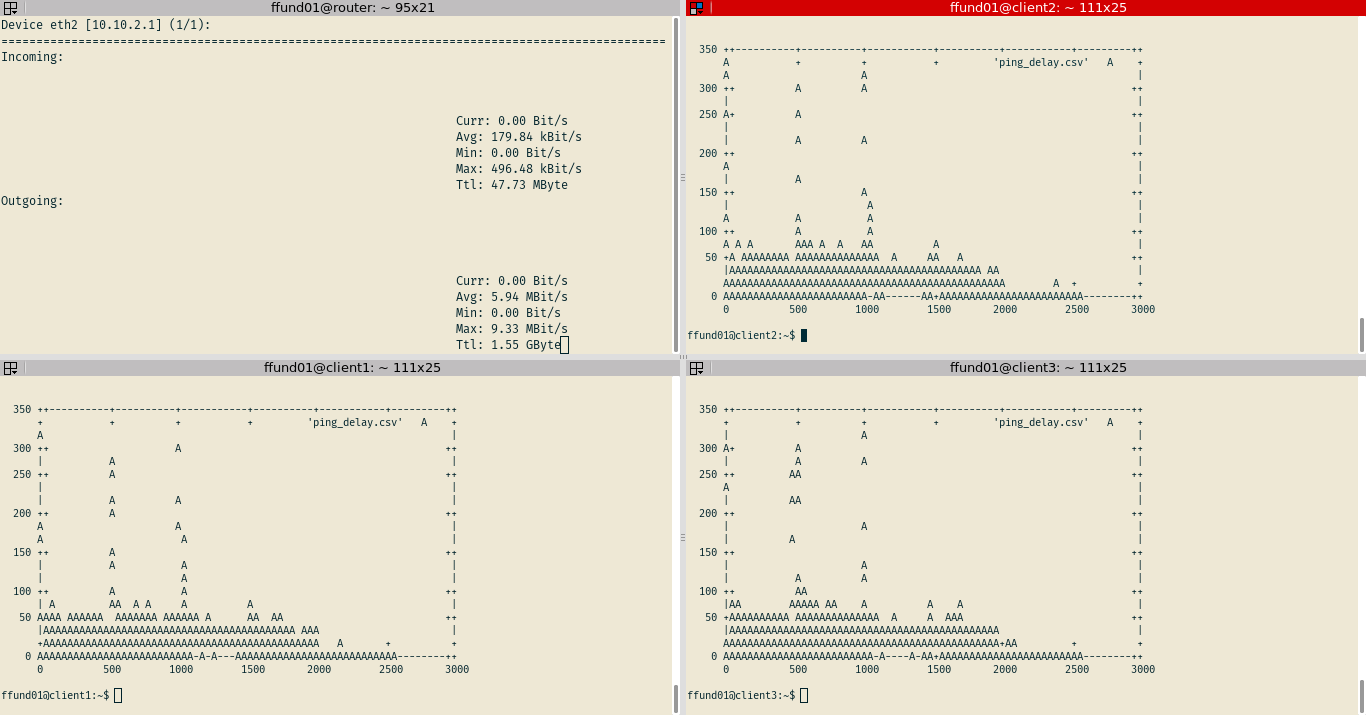 ffund01@router: ~ 95x21
Device eth2 [10.10.2.1] (1/1):
===============================================================================================
Incoming:
Curr: 0.00 Bit/s
Avg: 179.84 kBit/s
Min: 0.00 Bit/s
Max: 496.48 kBit/s
Ttl: 47.73 MByte
Outgoing:
Curr: 0.00 Bit/s
Avg: 5.94 MBit/s
Min: 0.00 Bit/s
Max: 9.33 MBit/s
Ttl: 1.55 GByte
ffund01@client2: ~ 111x25
350
'ping_delay.csv' A
300
250
200
150
100
50
0
0 500 1000 1500 2000 2500 3000
ffund01@client2:~$
ffund01@client1: ~ 111x25
350
'ping_delay.csv' A
300
250
200
150
100
50
0
0 500 1000 1500 2000 2500 3000
ffund01@client1:~$
ffund01@client3: ~ 111x25
350
'ping_delay.csv' A
300
250
200
150
100
50
0
0 500 1000 1500 2000 2500 3000
ffund01@client3:~$